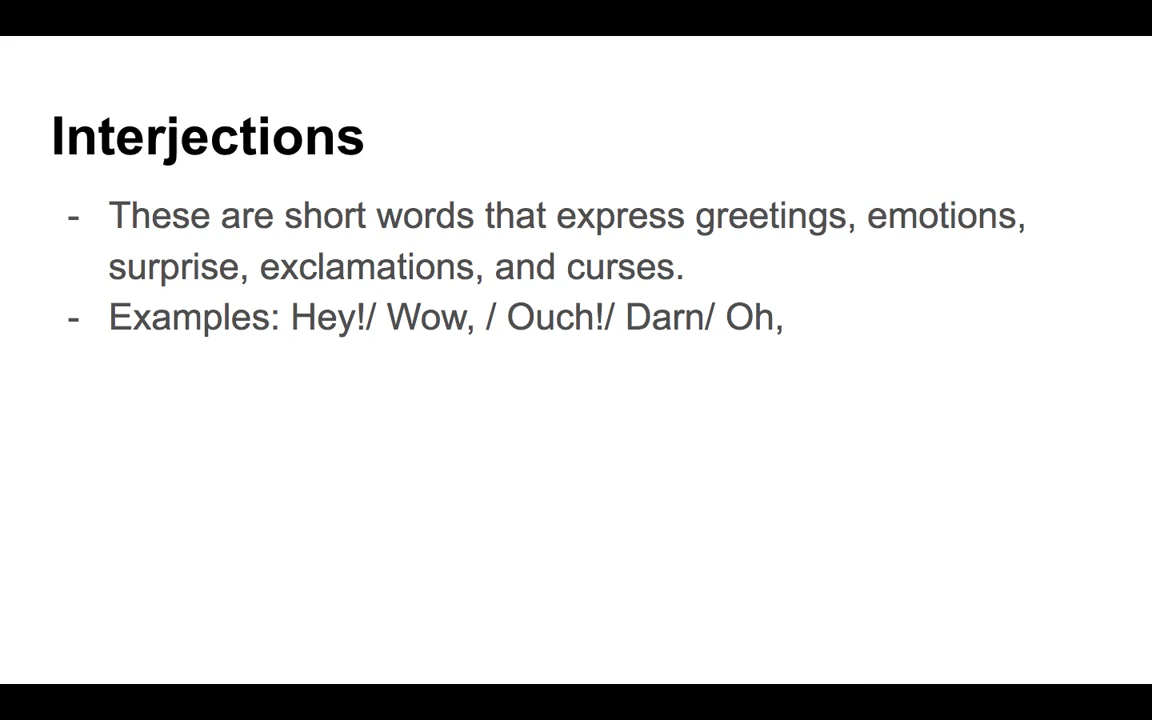 Interjections
- These are short words that express greetings, emotions,
surprise, exclamations, and curses.
- Examples: Hey!/ Wow, / Ouch!/ Darn/ Oh,